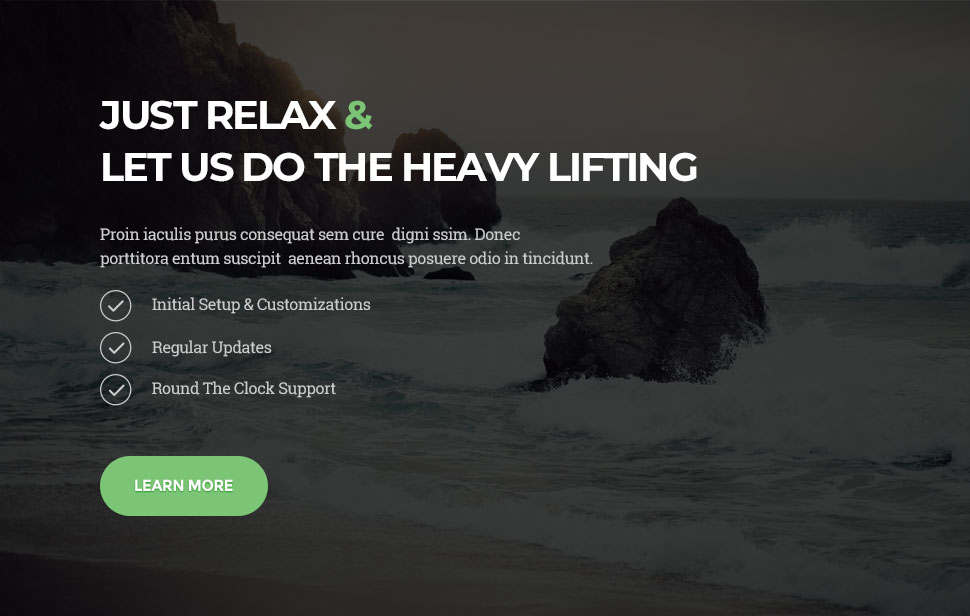 JUST RELAX &
LET US DO THE HEAVY LIFTING
Proin iaculis purus consequat sem cure  digni ssim. Donec
porttitora entum suscipit  aenean rhoncus posuere odio in tincidunt.
Initial Setup & Customizations
Regular Updates
Round The Clock Support
LEARN MORE